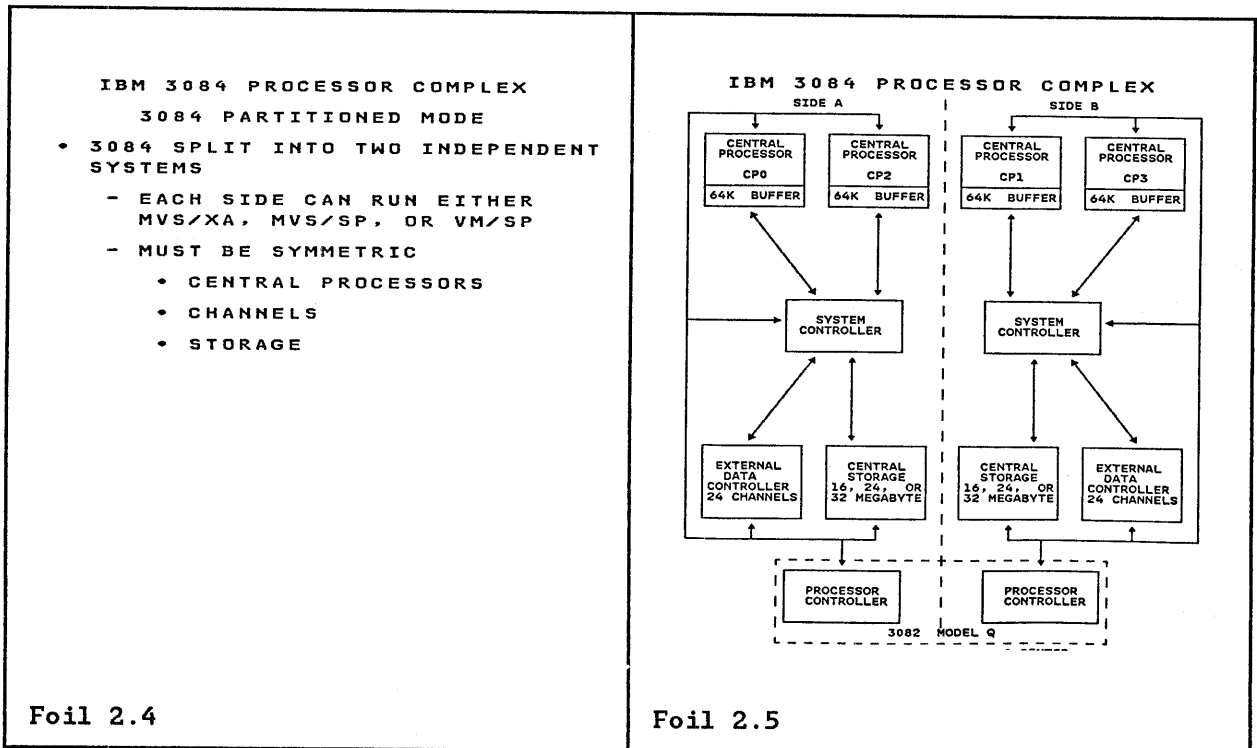 IBM 3084 PROCESSOR COMPLEX
3084 PARTITIONED MODE
• 3084 SPLIT INTO TWO INDEPENDENT
SYSTEMS
- EACH SIDE CAN RUN EITHER
MVS/XA, MVS/SP, OR VM/SP
- MUST BE SYMMETRIC
• CENTRAL PROCESSORS
• CHANNELS
• STORAGE
Foil 2.4
IBM 3084 PROCESSOR COMPLEX
SIDE A
SIDE B
CENTRAL
PROCESSOR
CP0
64K BUFFER
CENTRAL
PROCESSOR
CP2
64K BUFFER
CENTRAL
PROCESSOR
CP1
64K BUFFER
CENTRAL
PROCESSOR
CP3
64K BUFFER
SYSTEM
CONTROLLER
SYSTEM
CONTROLLER
EXTERNAL
DATA
CONTROLLER
24 CHANNELS
CENTRAL
STORAGE
16, 24, OR
32 MEGABYTE
CENTRAL
STORAGE
16, 24, OR
32 MEGABYTE
EXTERNAL
DATA
CONTROLLER
24 CHANNELS
PROCESSOR
CONTROLLER
PROCESSOR
CONTROLLER
3082 MODEL Q
Foil 2.5